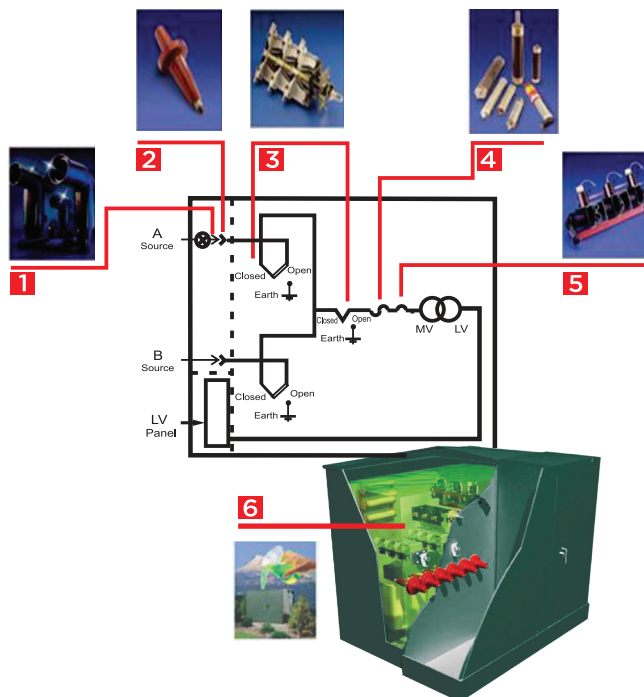 2
3
4
1
5
A
Source
Closed
Open
Earth
Closed
Open
Earth
MV
LV
B
Source
Closed
Open
Earth
LV
Panel
6